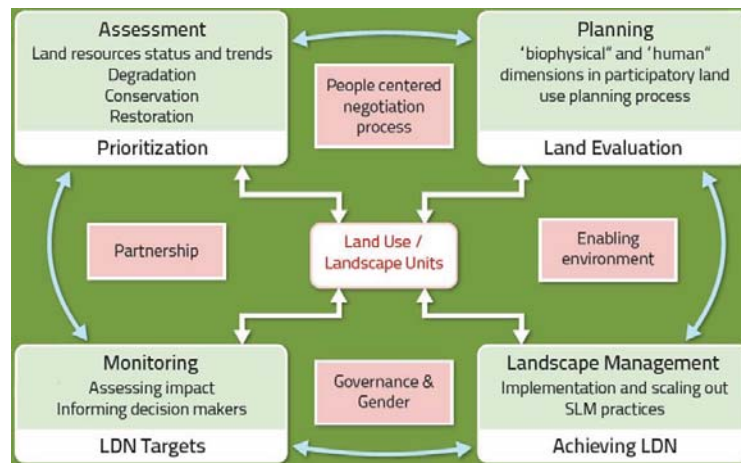 Assessment
Land resources status and trends
Degradation
Conservation
Restoration
Prioritization
People centered
negotiation
process
Planning
‘biophysical“ and ‘human“
dimensions in participatory land
use planning process
Land Evaluation
Partnership
Land Use /
Landscape Units
Enabling
environment
Monitoring
Assessing impact
Informing decision makers
LDN Targets
Governance &
Gender
Landscape Management
Implementation and scaling out
SLM practices
Achieving LDN